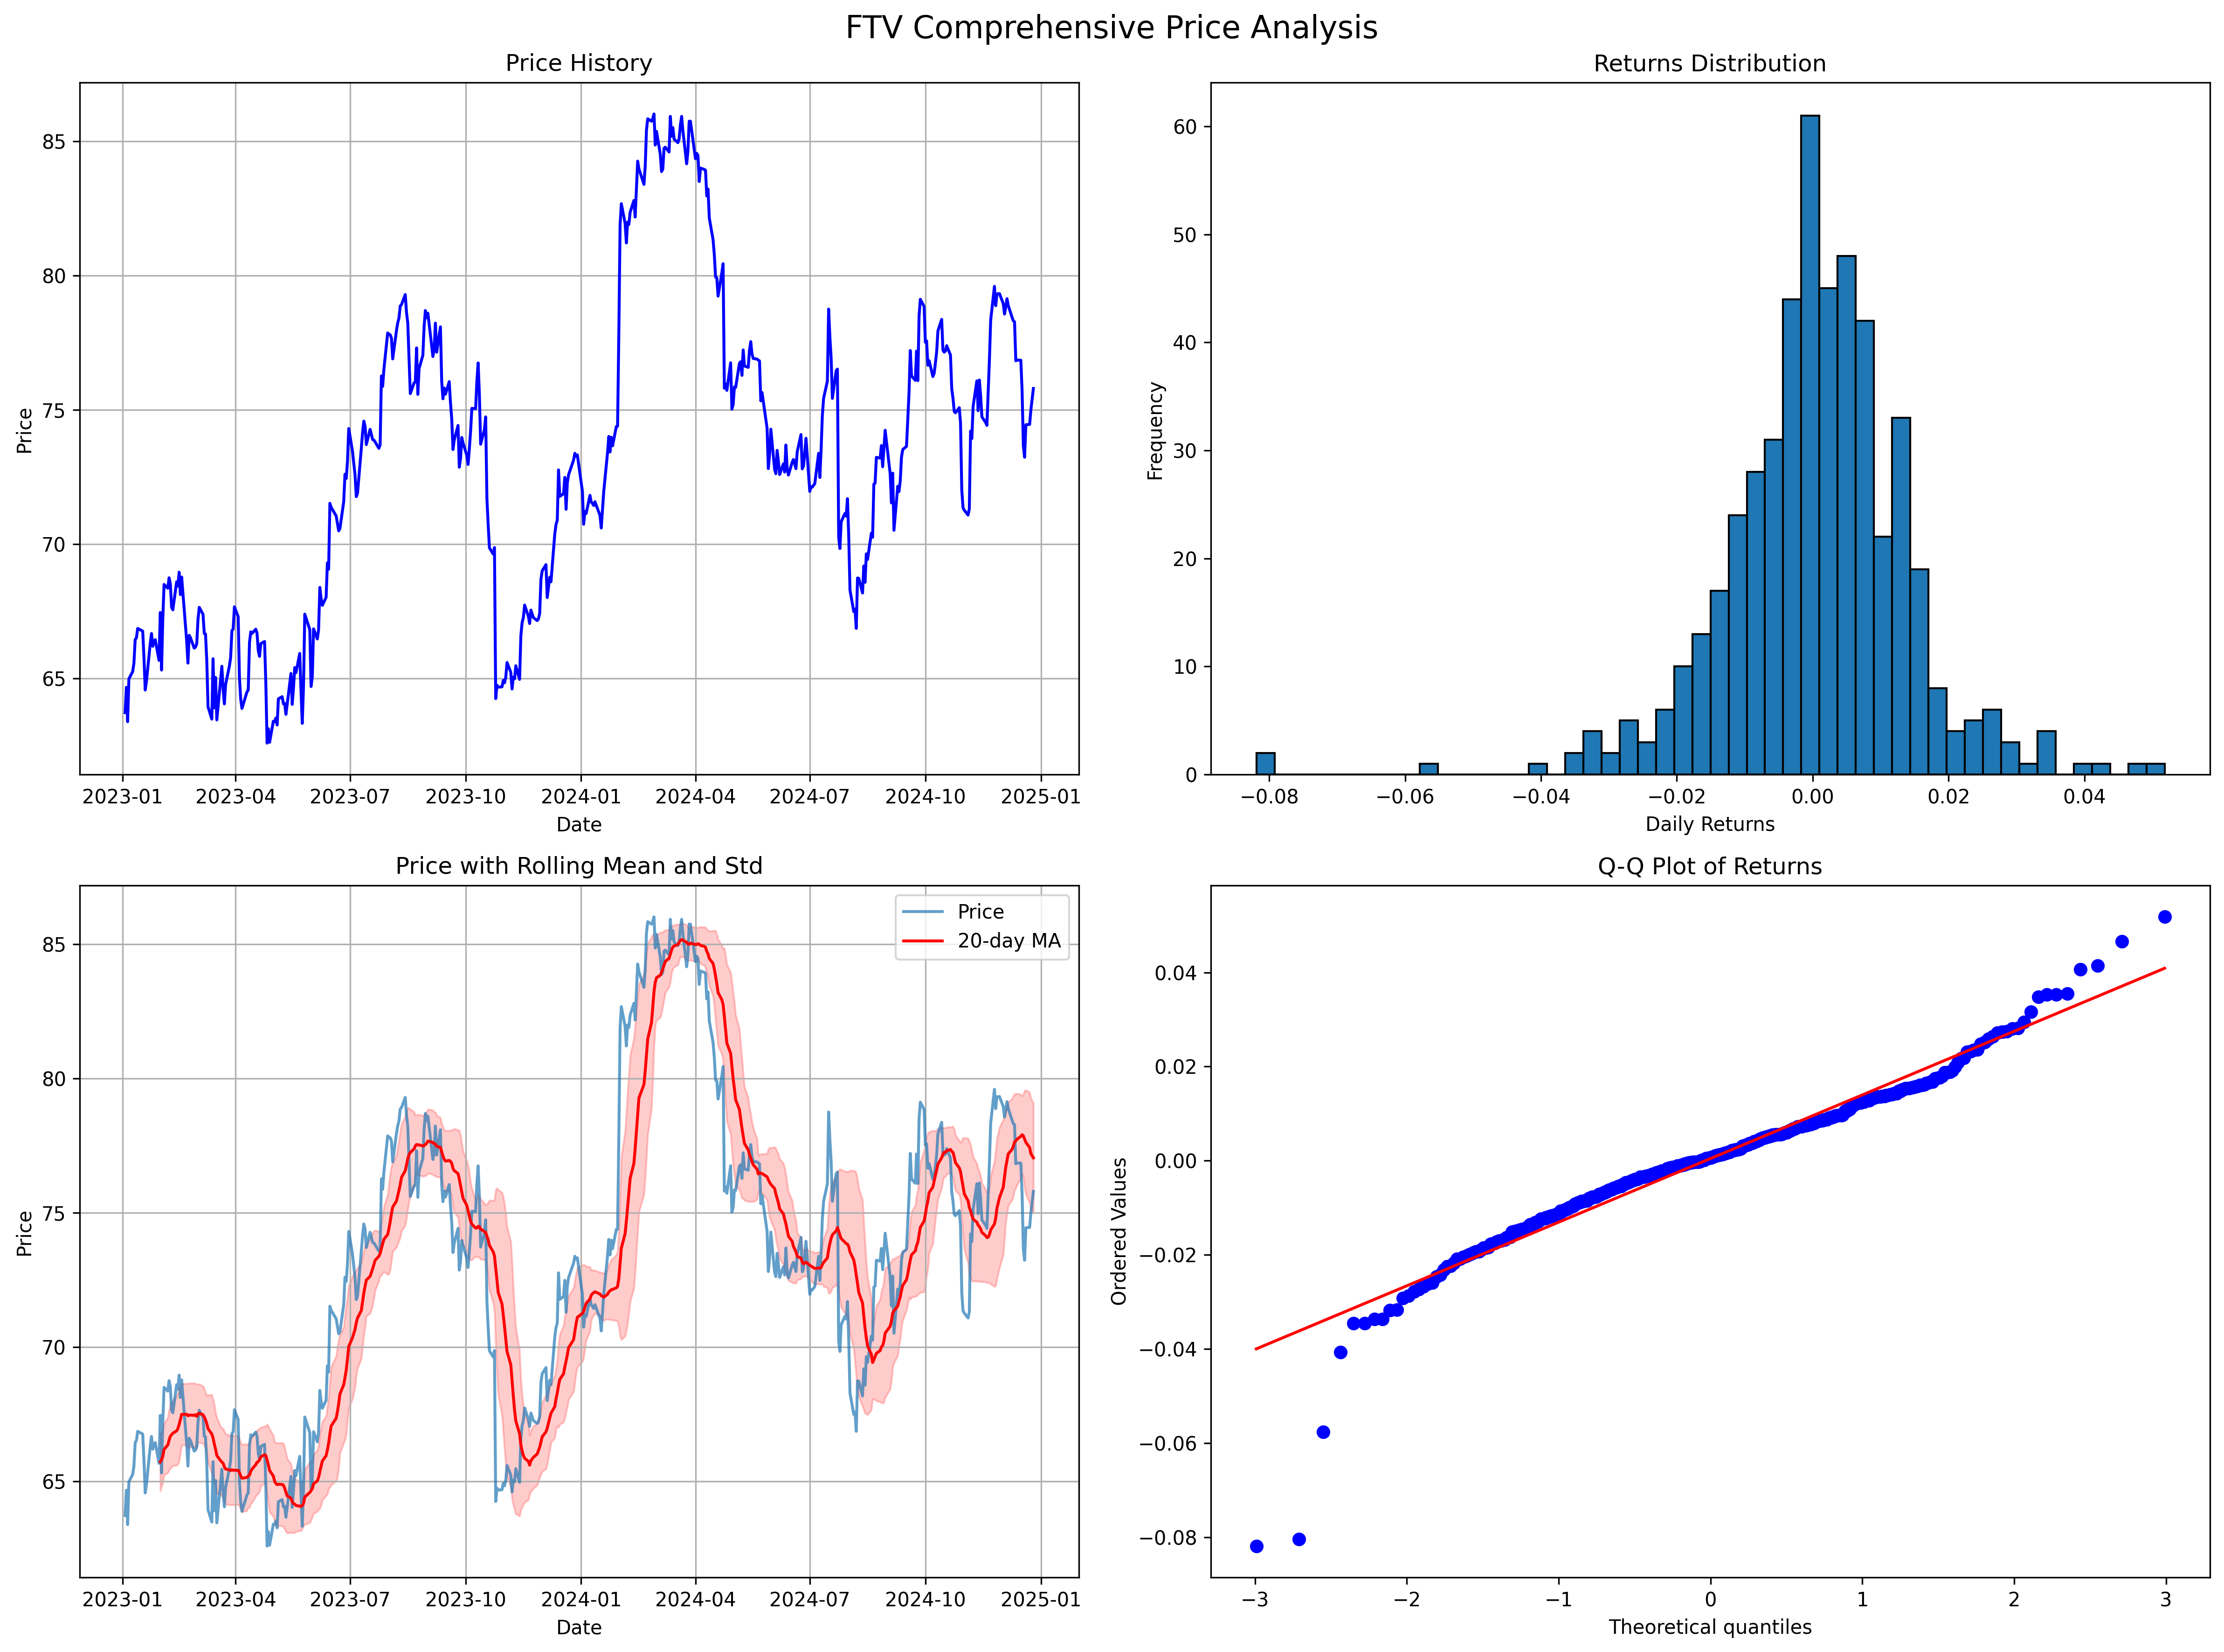 FTV Comprehensive Price Analysis
Price History
Price
85
80
75
70
65
2023-01 2023-04 2023-07 2023-10 2024-01 2024-04 2024-07 2024-10 2025-01
Date
Returns Distribution
Frequency
60
50
40
30
20
10
0
−0.08 −0.06 −0.04 −0.02 0.00 0.02 0.04
Daily Returns
Price with Rolling Mean and Std
Price
20-day MA
Price
85
80
75
70
65
2023-01 2023-04 2023-07 2023-10 2024-01 2024-04 2024-07 2024-10 2025-01
Date
Q-Q Plot of Returns
Ordered Values
0.04
0.02
0.00
−0.02
−0.04
−0.06
−0.08
−3 −2 −1 0 1 2 3
Theoretical quantiles